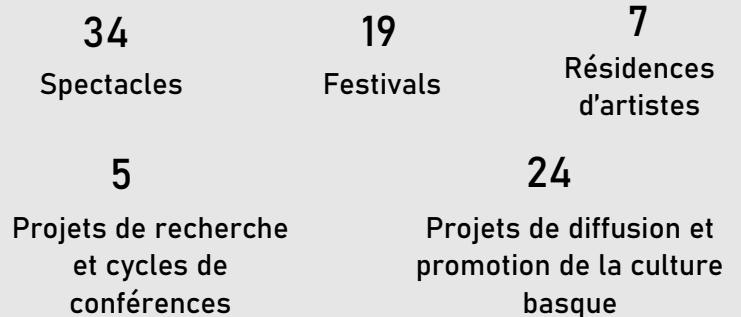 34
Spectacles
19
Festivals
7
Résidences
d'artistes
5
Projets de recherche
et cycles de
conférences
24
Projets de diffusion et
promotion de la culture
basque